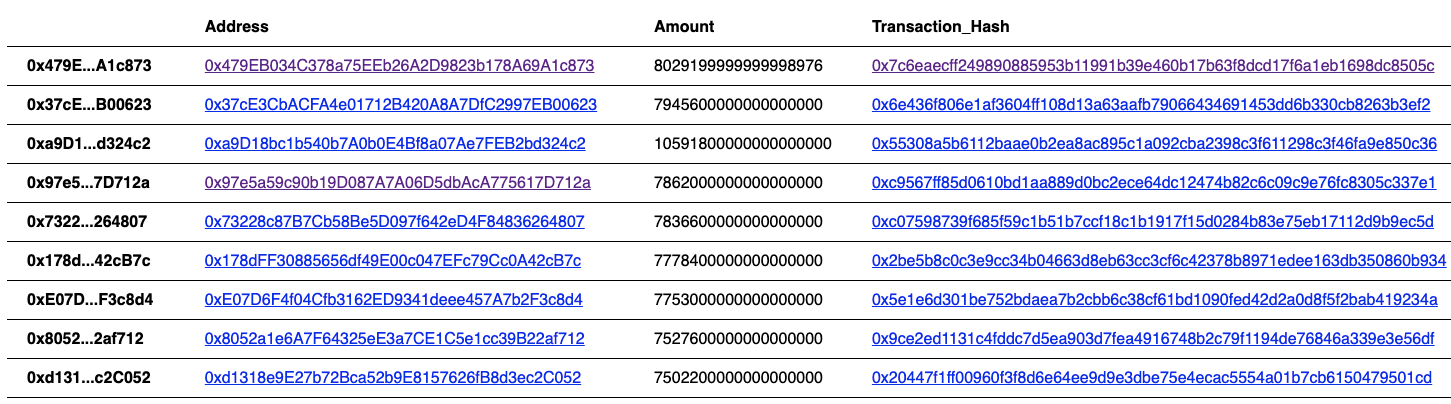 Address Amount Transaction_Hash
0x479E...A1c873 0x479EB034C378a75EEb26A2D9823b178A69A1c873 8029199999999998976 0x7c6eaecff249890885953b11991b39e460b17b63f8dcd17f6a1eb1698dc8505c
0x37cE...B00623 0x37cE3CbACFA4e01712B420A8A7DfC2997EB00623 7945600000000000000 0x6e436f806e1af3604ff108d13a63aafb79066434691453dd6b330cb8263b3ef2
0xa9D1...d324c2 0xa9D18bc1b540b7A0b0E4Bf8a07Ae7FEB2bd324c2 10591800000000000000 0x55308a5b6112baae0b2ea8ac895c1a092cba2398c3f611298c3f46fa9e850c36
0x97e5...7D712a 0x97e5a59c90b19D087A7A06D5dbAcA775617D712a 7862000000000000000 0xc9567ff85d0610bd1aa889d0bc2ece64dc12474b82c6c09c9e76fc8305c337e1
0x7322...264807 0x73228c87B7Cb58Be5D097f642eD4F84836264807 7836600000000000000 0xc07598739f685f59c1b51b7ccf18c1b1917f15d0284b83e75eb17112d9b9ec5d
0x178d...42cB7c 0x178dFF30885656df49E00c047EFc79Cc0A42cB7c 7778400000000000000 0x2be5b8c0c3e9cc34b04663d8eb63cc3cf6c42378b8971edee163db350860b934
0xE07D...F3c8d4 0xE07D6F4f04Cfb3162ED9341deee457A7b2F3c8d4 7753000000000000000 0x5e1e6d301be752bdaea7b2cbb6c38cf61bd1090fed42d2a0d8f5f2bab419234a
0x8052...2af712 0x8052a1e6A7F64325eE3a7CE1C5e1cc39B22af712 7527600000000000000 0x9ce2ed1131c4fddc7d5ea903d7fea4916748b2c79f1194de76846a339e3e56df
0xd131...c2C052 0xd1318e9E27b72Bca52b9E8157626fB8d3ec2C052 7502200000000000000 0x20447f1ff00960f3f8d6e64ee9d9e3dbe75e4ecac5554a01b7cb6150479501cd